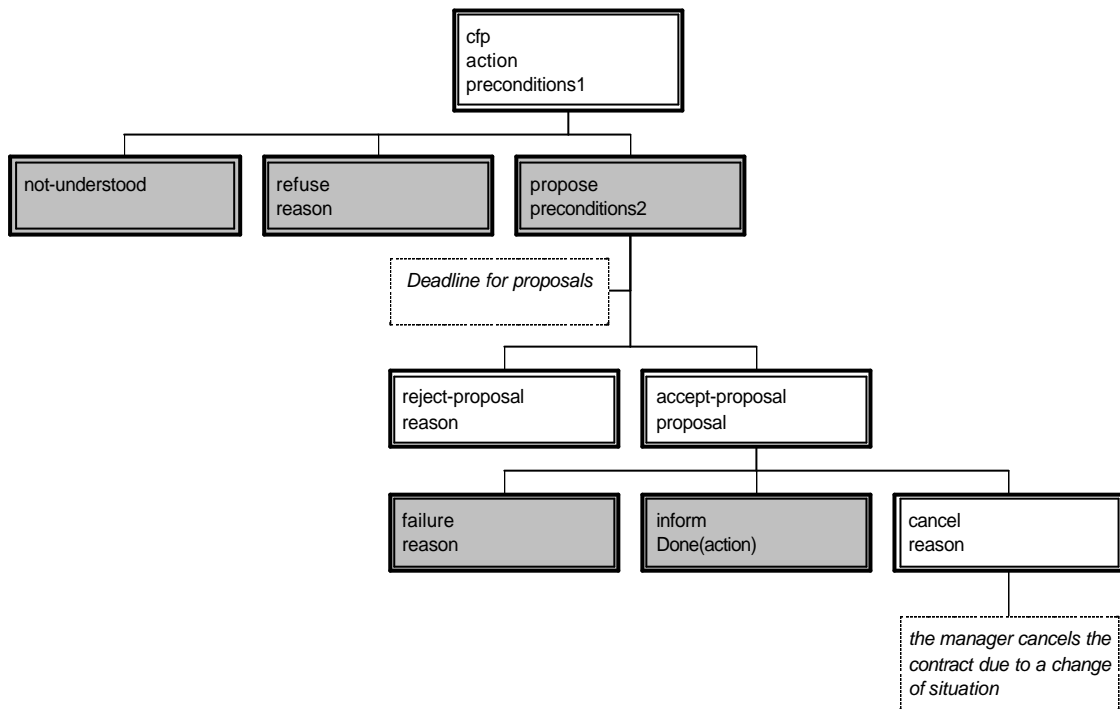 cfp
action
preconditions1
not-understood
refuse
reason
propose
preconditions2
Deadline for proposals
reject-proposal
reason
accept-proposal
proposal
failure
reason
inform
Done(action)
cancel
reason
the manager cancels the
contract due to a change
of situation